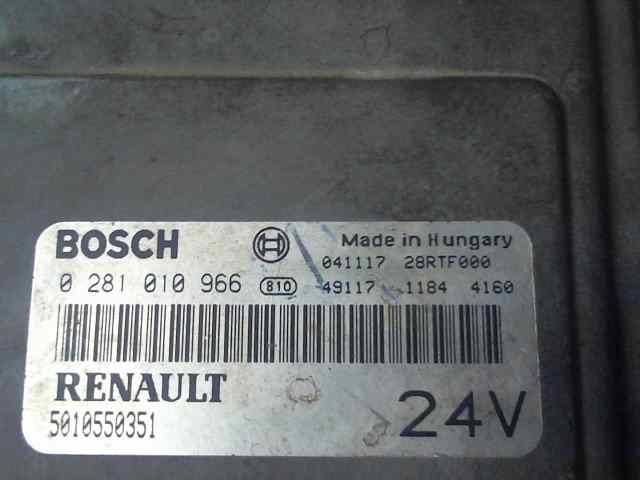 BOSCH Made in Hungary
041117 28RTF000
0 281 010 966 810 49117 1184 4160
RENAULT
5010550351
24V